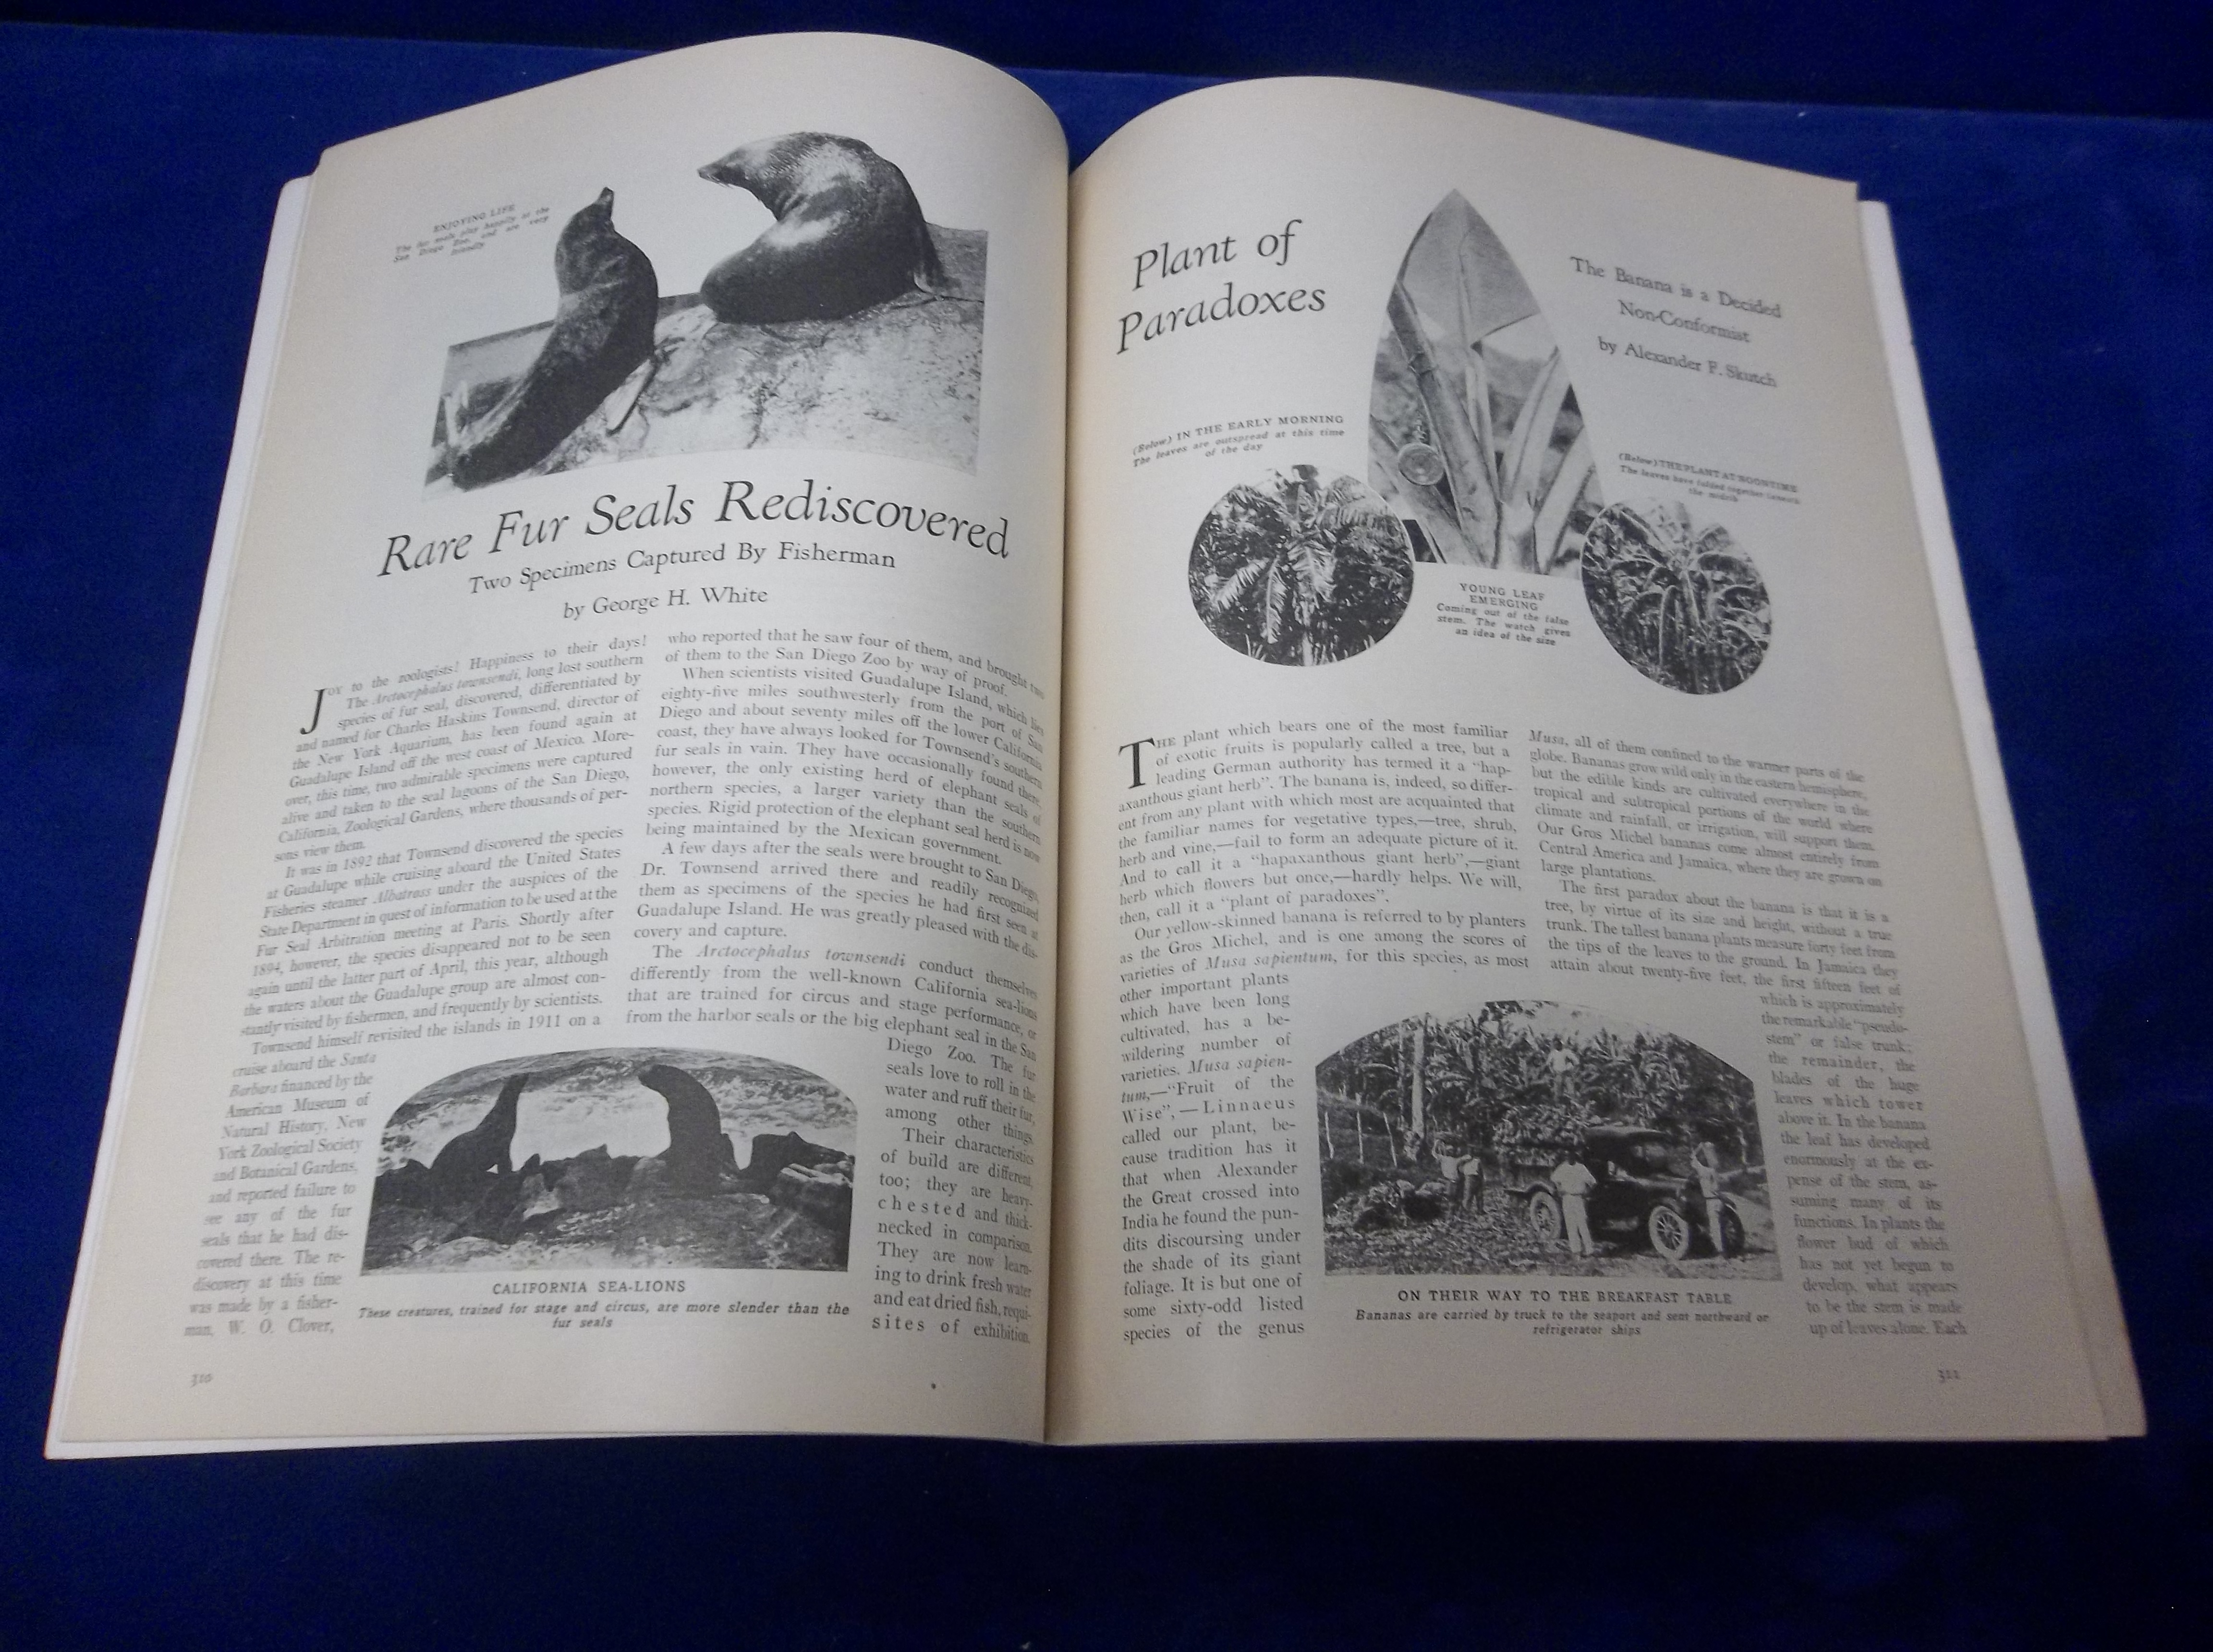 ENJOYING LIFE
The fur seals play happily at the
San Diego Zoo, and are very
friendly
Rare Fur Seals Rediscovered
Two Specimens Captured By Fisherman
by George H. White
JOY to the zoologists! Happiness to their days!
The Arctocephalus townsendi, long lost southern
species of fur seal, discovered, differentiated by
and named for Charles Haskins Townsend, director of
the New York Aquarium, has been found again at
Guadalupe Island off the west coast of Mexico. More-
over, this time, two admirable specimens were captured
alive and taken to the seal lagoons of the San Diego,
California, Zoological Gardens, where thousands of per-
sons view them.
It was in 1892 that Townsend discovered the species
at Guadalupe while cruising aboard the United States
Fisheries steamer Albatross under the auspices of the
State Department in quest of information to be used at the
Fur Seal Arbitration meeting at Paris. Shortly after
1894, however, the species disappeared not to be seen
again until the latter part of April, this year, although
the waters about the Guadalupe group are almost con-
stantly visited by fishermen, and frequently by scientists.
Townsend himself revisited the islands in 1911 on a
cruise aboard the Santa
Barbara financed by the
American Museum of
Natural History, New
York Zoological Society
and Botanical Gardens,
and reported failure to
see any of the fur
seals that he had dis-
covered there. The re-
discovery at this time
was made by a fisher-
man, W. O. Clover,
who reported that he saw four of them, and brought two
of them to the San Diego Zoo by way of proof.
When scientists visited Guadalupe Island, which lies
eighty-five miles southwesterly from the port of San
Diego and about seventy miles off the lower California
coast, they have always looked for Townsend's southern
fur seals in vain. They have occasionally found there,
however, the only existing herd of elephant seals of
northern species, a larger variety than the southern
species. Rigid protection of the elephant seal herd is now
being maintained by the Mexican government.
A few days after the seals were brought to San Diego,
Dr. Townsend arrived there and readily recognized
them as specimens of the species he had first seen at
Guadalupe Island. He was greatly pleased with the dis-
covery and capture.
The Arctocephalus townsendi conduct themselves
differently from the well-known California sea-lions
that are trained for circus and stage performance, or
from the harbor seals or the big elephant seal in the San
Diego Zoo. The fur
seals love to roll in the
water and ruff their fur,
among other things.
Their characteristics
of build are different,
too; they are heavy-
chested and thick-
necked in comparison.
They are now learn-
ing to drink fresh water
and eat dried fish, requi-
sites of exhibition.
CALIFORNIA SEA-LIONS
These creatures, trained for stage and circus, are more slender than the
fur seals
310
Plant of
Paradoxes
The Banana is a Decided
Non-Conformist
by Alexander F. Skutch
(Below) IN THE EARLY MORNING
The leaves are outspread at this time
of the day
(Below) THE PLANT AT NOONTIME
The leaves have folded together beneath
the midrib
YOUNG LEAF
EMERGING
Coming out of the false
stem. The watch gives
an idea of the size
THE plant which bears one of the most familiar
of exotic fruits is popularly called a tree, but a
leading German authority has termed it a "hap-
axanthous giant herb". The banana is, indeed, so differ-
ent from any plant with which most are acquainted that
the familiar names for vegetative types,—tree, shrub,
herb and vine,—fail to form an adequate picture of it.
And to call it a "hapaxanthous giant herb",—giant
herb which flowers but once,—hardly helps. We will,
then, call it a "plant of paradoxes".
Our yellow-skinned banana is referred to by planters
as the Gros Michel, and is one among the scores of
varieties of Musa sapientum, for this species, as most
other important plants
which have been long
cultivated, has a be-
wildering number of
varieties. Musa sapien-
tum,—"Fruit of the
Wise",—Linnaeus
called our plant, be-
cause tradition has it
that when Alexander
the Great crossed into
India he found the pun-
dits discoursing under
the shade of its giant
foliage. It is but one of
some sixty-odd listed
species of the genus
Musa, all of them confined to the warmer parts of the
globe. Bananas grow wild only in the eastern hemisphere,
but the edible kinds are cultivated everywhere in the
tropical and subtropical portions of the world where
climate and rainfall, or irrigation, will support them.
Our Gros Michel bananas come almost entirely from
Central America and Jamaica, where they are grown on
large plantations.
The first paradox about the banana is that it is a
tree, by virtue of its size and height, without a true
trunk. The tallest banana plants measure forty feet from
the tips of the leaves to the ground. In Jamaica they
attain about twenty-five feet, the first fifteen feet of
which is approximately
the remarkable "pseudo-
stem" or false trunk;
the remainder, the
blades of the huge
leaves which tower
above it. In the banana
the leaf has developed
enormously at the ex-
pense of the stem, as-
suming many of its
functions. In plants the
flower bud of which
has not yet begun to
develop, what appears
to be the stem is made
up of leaves alone. Each
ON THEIR WAY TO THE BREAKFAST TABLE
Bananas are carried by truck to the seaport and sent northward on
refrigerator ships
311